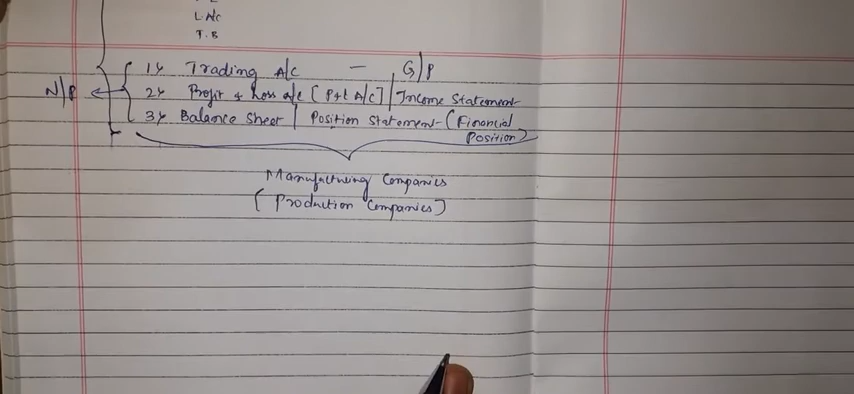 L A/c
T.B
1) Trading A/c — G/P
N/P
2) Profit & Loss A/c [P+L A/c] | Income Statement
3) Balance Sheet | Position Statement - (Financial
Position)
Manufacturing Companies
(Production Companies)